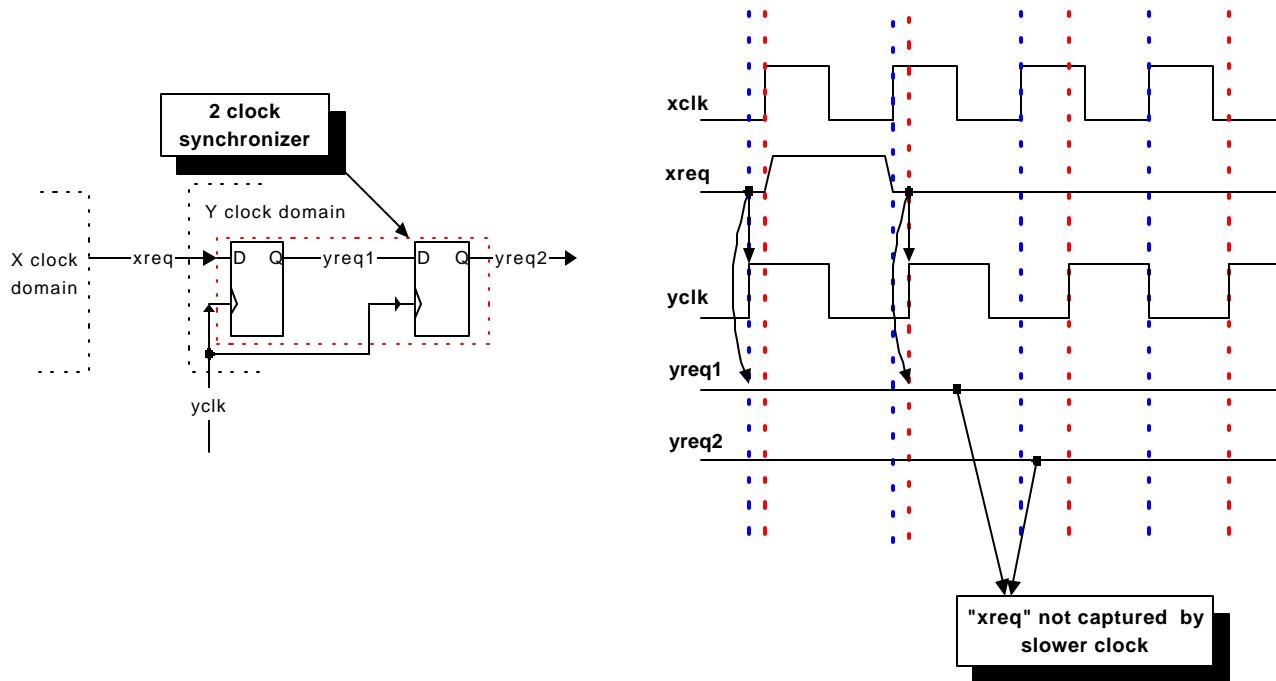 2 clock
synchronizer
Y clock domain
X clock
domain
xreq
D
Q
yreq1
D
Q
yreq2
yclk
xclk
xreq
yclk
yreq1
yreq2
"xreq" not captured by
slower clock